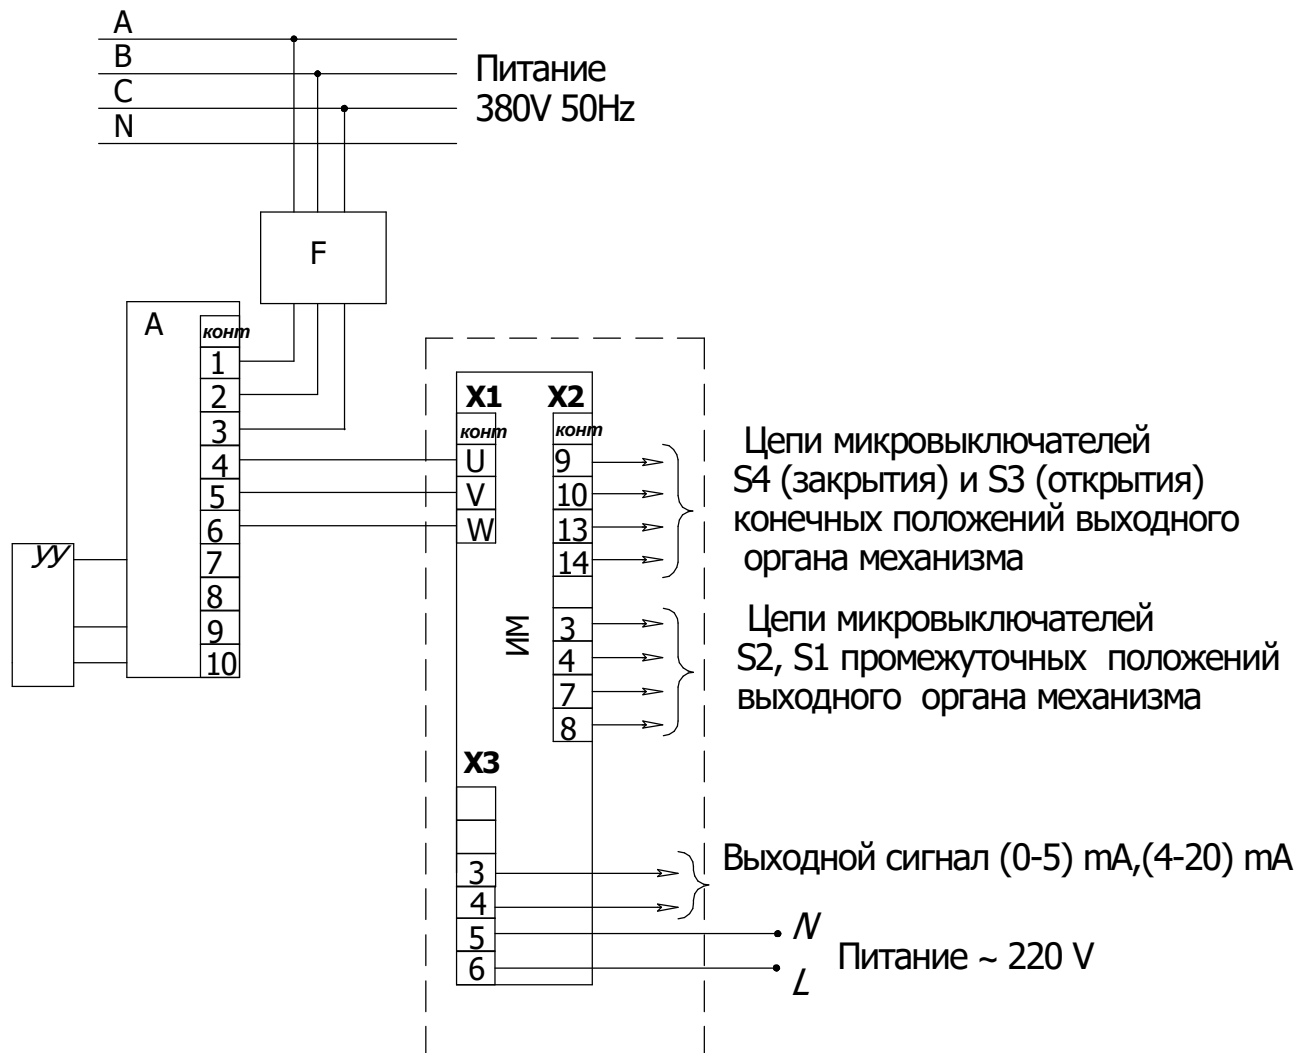 A
B
C
N
Питание
380V 50Hz
F
A
конт
1
2
3
4
5
6
7
8
9
10
УУ
X1
конт
U
V
W
X2
конт
9
10
13
14
3
4
7
8
ИМ
X3
3
4
5
6
Цепи микровыключателей
S4 (закрытия) и S3 (открытия)
конечных положений выходного
органа механизма
Цепи микровыключателей
S2, S1 промежуточных положений
выходного органа механизма
Выходной сигнал (0-5) mA,(4-20) mA
N
Питание ~ 220 V
L